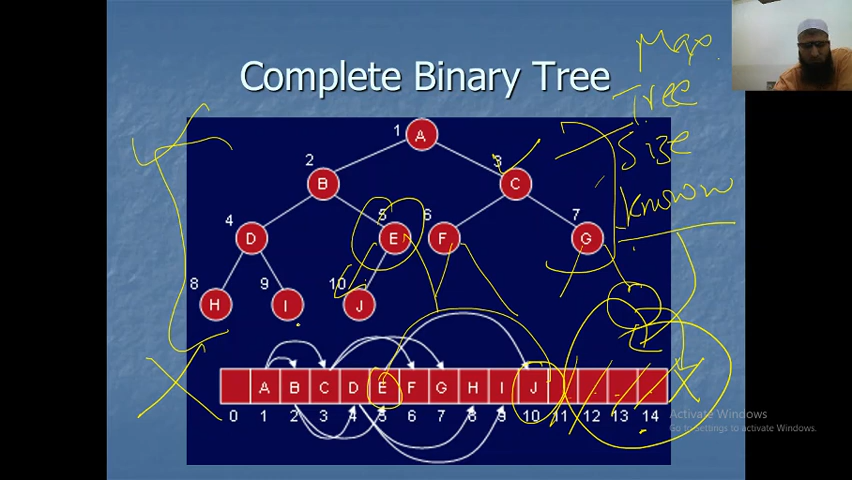 Complete Binary Tree
Max.
Tree
Size
known
1 A
2 B 3 C
4 D 5 E 6 F 7 G
8 H 9 I 10 J
A B C D E F G H I J
0 1 2 3 4 5 6 7 8 9 10 11 12 13 14
Activate Windows
Go to Settings to activate Windows.